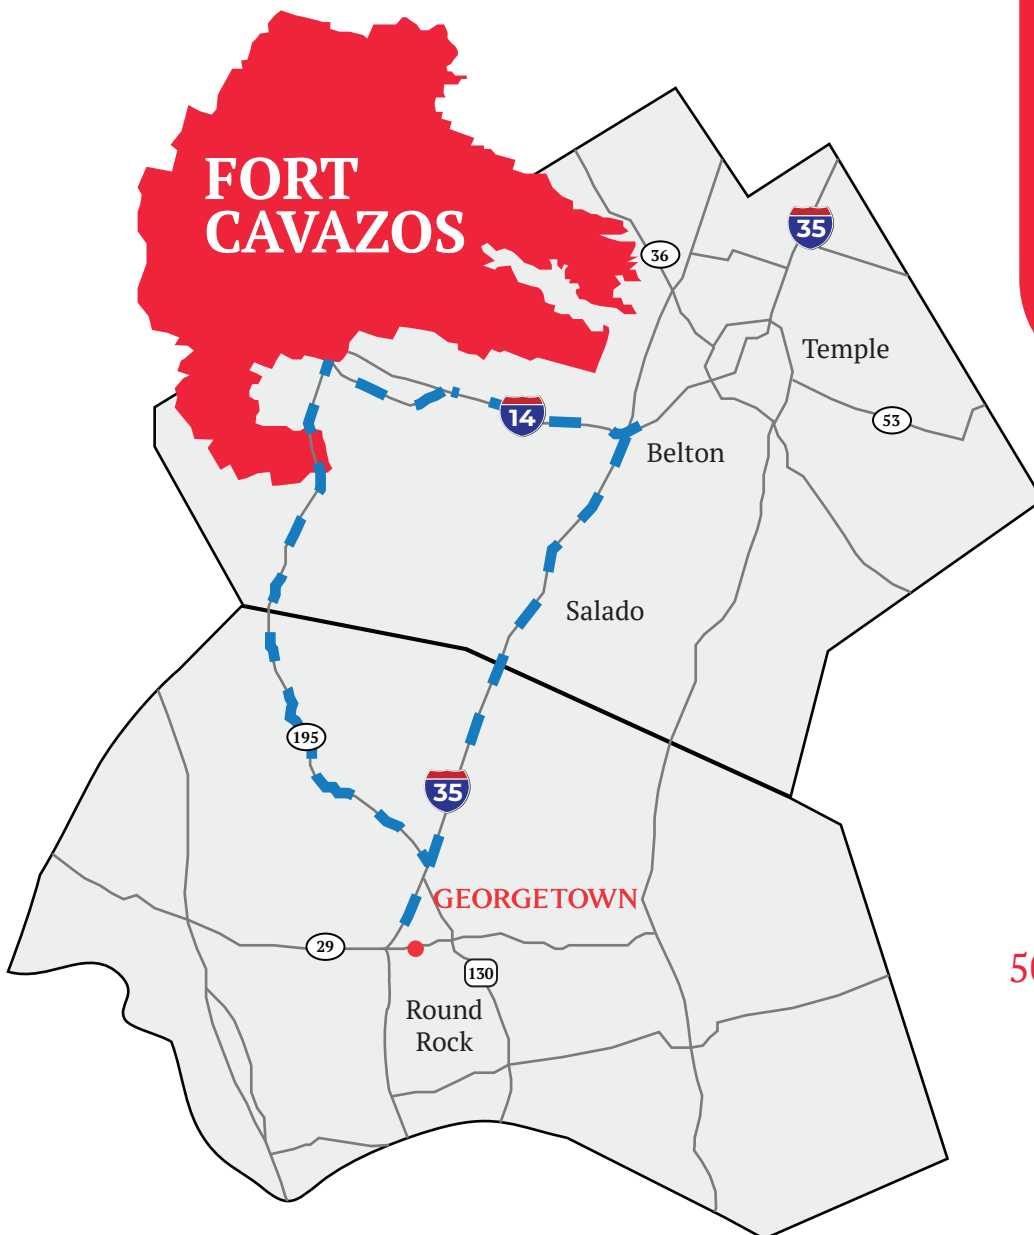 FORT
CAVAZOS
35
36
Temple
14
53
Belton
Salado
195
35
GEORGETOWN
29
130
Round
Rock